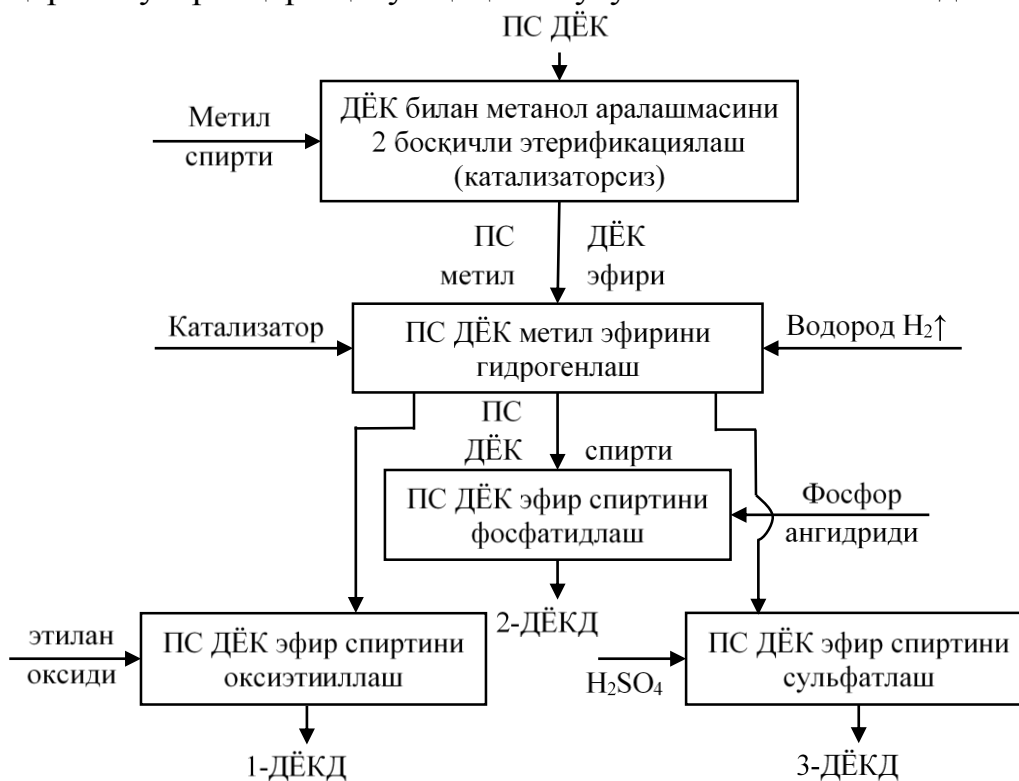 ПС ДЁК
ДЁК билан метанол аралашмасини
2 босқичли этерификациялаш
(катализаторсиз)
Метил
спирти
ПС ДЁК
метил эфири
Катализатор
ПС ДЁК метил эфирини
гидрогенлаш
Водород H₂↑
ПС
ДЁК спирти
ПС ДЁК эфир спиртини
фосфатидлаш
Фосфор
ангидриди
2-ДЁКД
этилан
оксиди
ПС ДЁК эфир спиртини
оксиэтииллаш
H₂SO₄
ПС ДЁК эфир спиртини
сульфатлаш
1-ДЁКД
3-ДЁКД